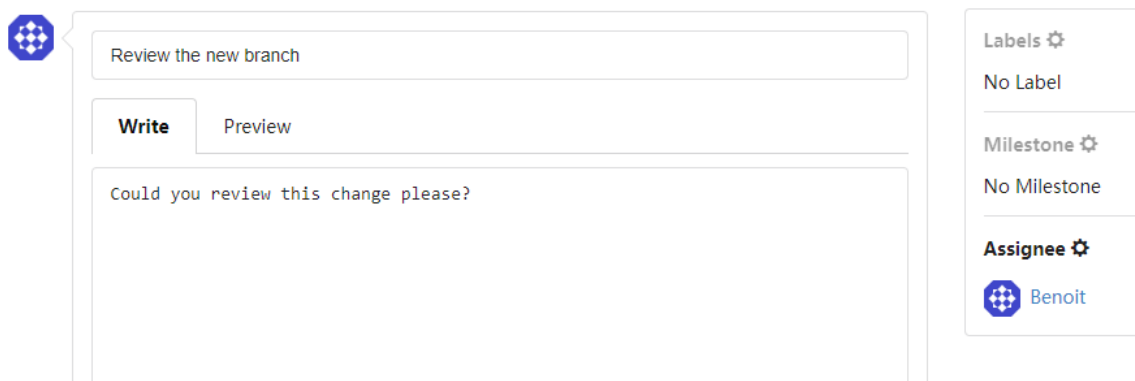 Review the new branch
Write
Preview
Could you review this change please?
Labels
No Label
Milestone
No Milestone
Assignee
Benoit